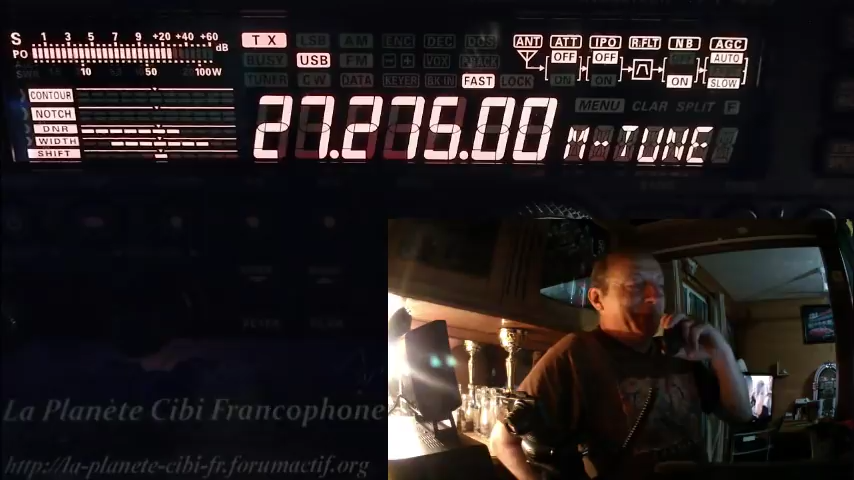 S 1 3 5 7 9 +20 +40 +60 dB
PO
SWR 10 50 100W
TX LSB AM ENC DEC DCS
BUSY USB FM VOX
TUNER CW DATA KEYER BK IN FAST LOCK
ANT ATT IPO R.FLT NB AGC
OFF OFF AUTO
ON ON ON SLOW
CONTOUR
NOTCH
DNR
WIDTH
SHIFT
27.275.00 M-TUNE
MENU CLAR SPLIT F
La Planète Cibi Francophone
http://la-planete-cibi-fr.forumactif.org